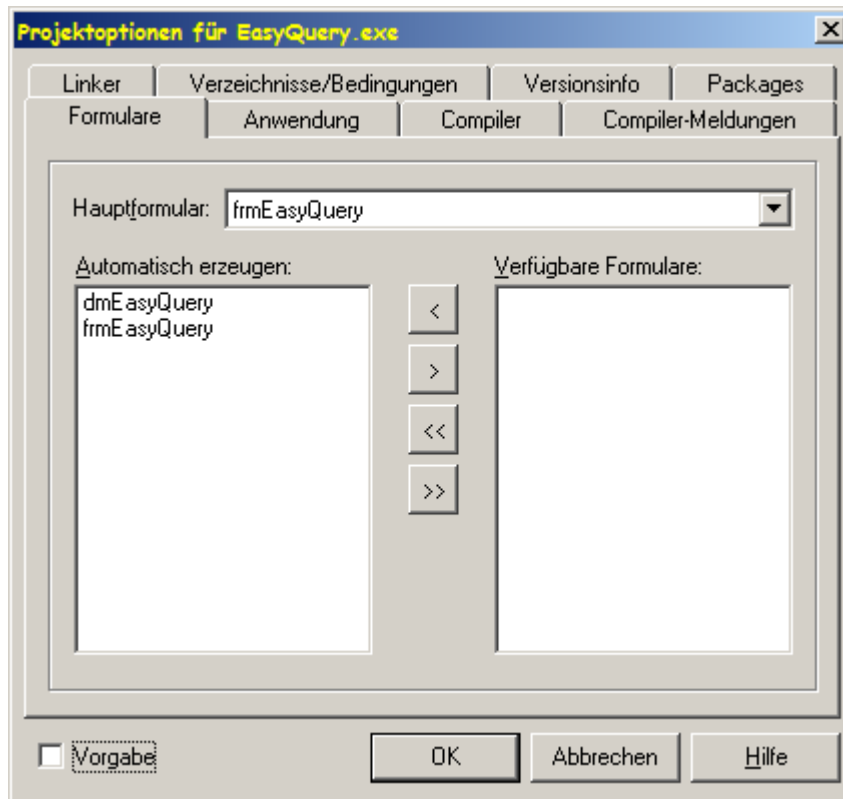 Projektoptionen für EasyQuery.exe
Linker Verzeichnisse/Bedingungen Versionsinfo Packages
Formulare Anwendung Compiler Compiler-Meldungen
Hauptformular: frmEasyQuery
Automatisch erzeugen: Verfügbare Formulare:
dmEasyQuery
frmEasyQuery
<
>
<<
>>
Vorgabe OK Abbrechen Hilfe